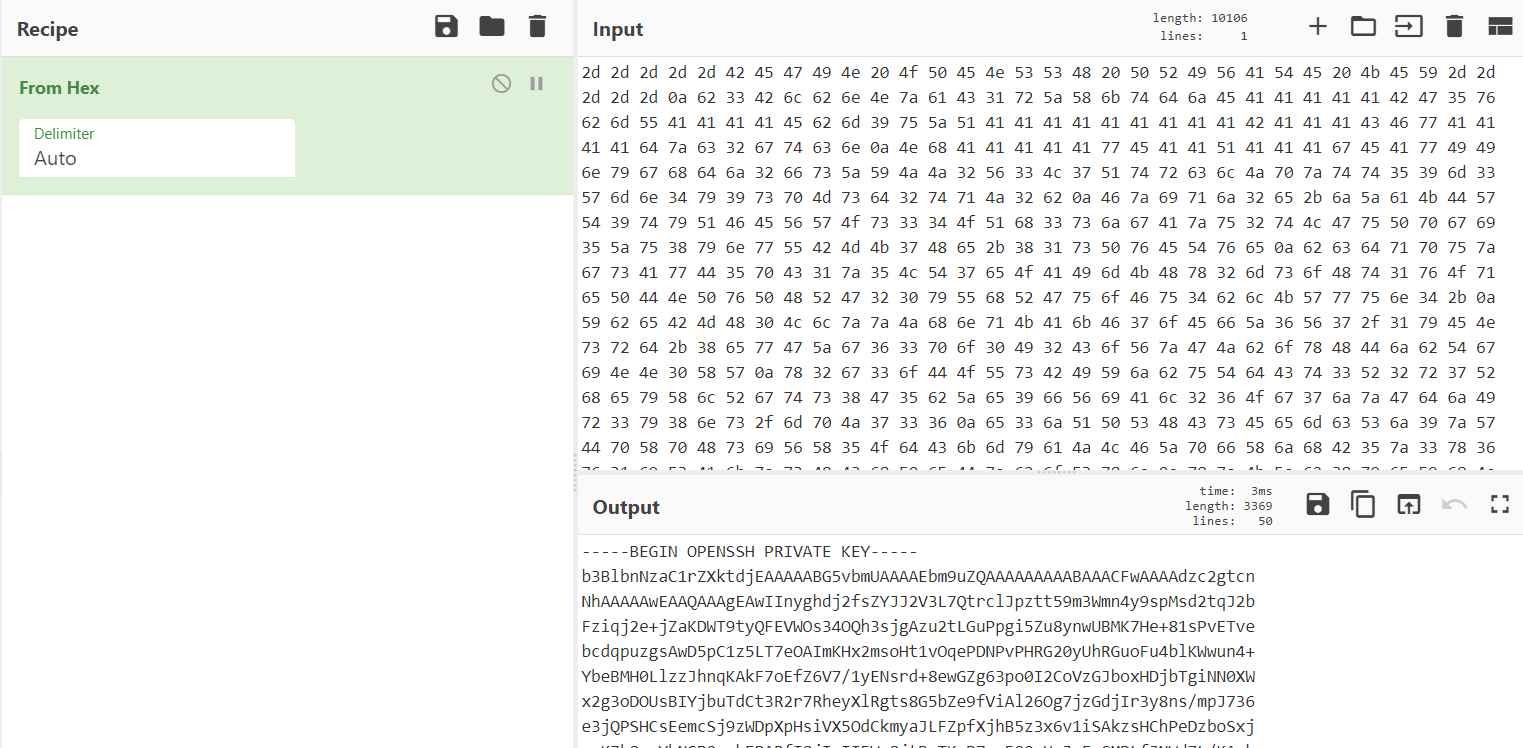 Recipe
From Hex
Delimiter
Auto
Input
length: 10106
lines: 1
2d 2d 2d 2d 2d 42 45 47 49 4e 20 4f 50 45 4e 53 53 48 20 50 52 49 56 41 54 45 20 4b 45 59 2d 2d
2d 2d 2d 0a 62 33 42 6c 62 6e 4e 7a 61 43 31 72 5a 58 6b 74 64 6a 45 41 41 41 41 41 42 47 35 76
62 6d 55 41 41 41 41 45 62 6d 39 75 5a 51 41 41 41 41 41 41 41 41 41 42 41 41 41 43 46 77 41 41
41 41 64 7a 63 32 67 74 63 6e 0a 4e 68 41 41 41 41 41 77 45 41 41 51 41 41 41 67 45 41 77 49 49
6e 79 67 68 64 6a 32 66 73 5a 59 4a 4a 32 56 33 4c 37 51 74 72 63 6c 4a 70 7a 74 74 35 39 6d 33
57 6d 6e 34 79 39 73 70 4d 73 64 32 74 71 4a 32 62 0a 46 7a 69 71 6a 32 65 2b 6a 5a 61 4b 44 57
54 39 74 79 51 46 45 56 57 4f 73 33 34 4f 51 68 33 73 6a 67 41 7a 75 32 74 4c 47 75 50 70 67 69
35 5a 75 38 79 6e 77 55 42 4d 4b 37 48 65 2b 38 31 73 50 76 45 54 76 65 0a 62 63 64 71 70 75 7a
67 73 41 77 44 35 70 43 31 7a 35 4c 54 37 65 4f 41 49 6d 4b 48 78 32 6d 73 6f 48 74 31 76 4f 71
65 50 44 4e 50 76 50 48 52 47 32 30 79 55 68 52 47 75 6f 46 75 34 62 6c 4b 57 77 75 6e 34 2b 0a
59 62 65 42 4d 48 30 4c 6c 7a 7a 4a 68 6e 71 4b 41 6b 46 37 6f 45 66 5a 36 56 37 2f 31 79 45 4e
73 72 64 2b 38 65 77 47 5a 67 36 33 70 6f 30 49 32 43 6f 56 7a 47 4a 62 6f 78 48 44 6a 62 54 67
69 4e 4e 30 58 57 0a 78 32 67 33 6f 44 4f 55 73 42 49 59 6a 62 75 54 64 43 74 33 52 32 72 37 52
68 65 79 58 6c 52 67 74 73 38 47 35 62 5a 65 39 66 56 69 41 6c 32 36 4f 67 37 6a 7a 47 64 6a 49
72 33 79 38 6e 73 2f 6d 70 4a 37 33 36 0a 65 33 6a 51 50 53 48 43 73 45 65 6d 63 53 6a 39 7a 57
44 70 58 70 48 73 69 56 58 35 4f 64 43 6b 6d 79 61 4a 4c 46 5a 70 66 58 6a 68 42 35 7a 33 78 36
Output
time: 3ms
length: 3369
lines: 50
-----BEGIN OPENSSH PRIVATE KEY-----
b3BlbnNzaC1rZXktdjEAAAAABG5vbmUAAAAEbm9uZQAAAAAAAAABAAACFwAAAAdzc2gtcn
NhAAAAAwEAAQAAAgEAwIInyghdj2fsZYJJ2V3L7QtrclJpztt59m3Wmn4y9spMsd2tqJ2b
Fziqj2e+jZaKDWT9tyQFEVWOs34OQh3sjgAzu2tLGuPpgi5Zu8ynwUBMK7He+81sPvETve
bcdqpuzgsAwD5pC1z5LT7eOAImKHx2msoHt1vOqePDNPvPHRG20yUhRGuoFu4blKWwun4+
YbeBMH0LlzzJhnqKAkF7oEfZ6V7/1yENsrd+8ewGZg63po0I2CoVzGJboxHDjbTgiNN0XW
x2g3oDOUsBIYjbuTdCt3R2r7RheyXlRgts8G5bZe9fViAl26Og7jzGdjIr3y8ns/mpJ736
e3jQPSHCsEemcSj9zWDpXpHsiVX5OdCkmyaJLFZpfXjhB5z3x6v1iSAkzsHChPeDzboSxj